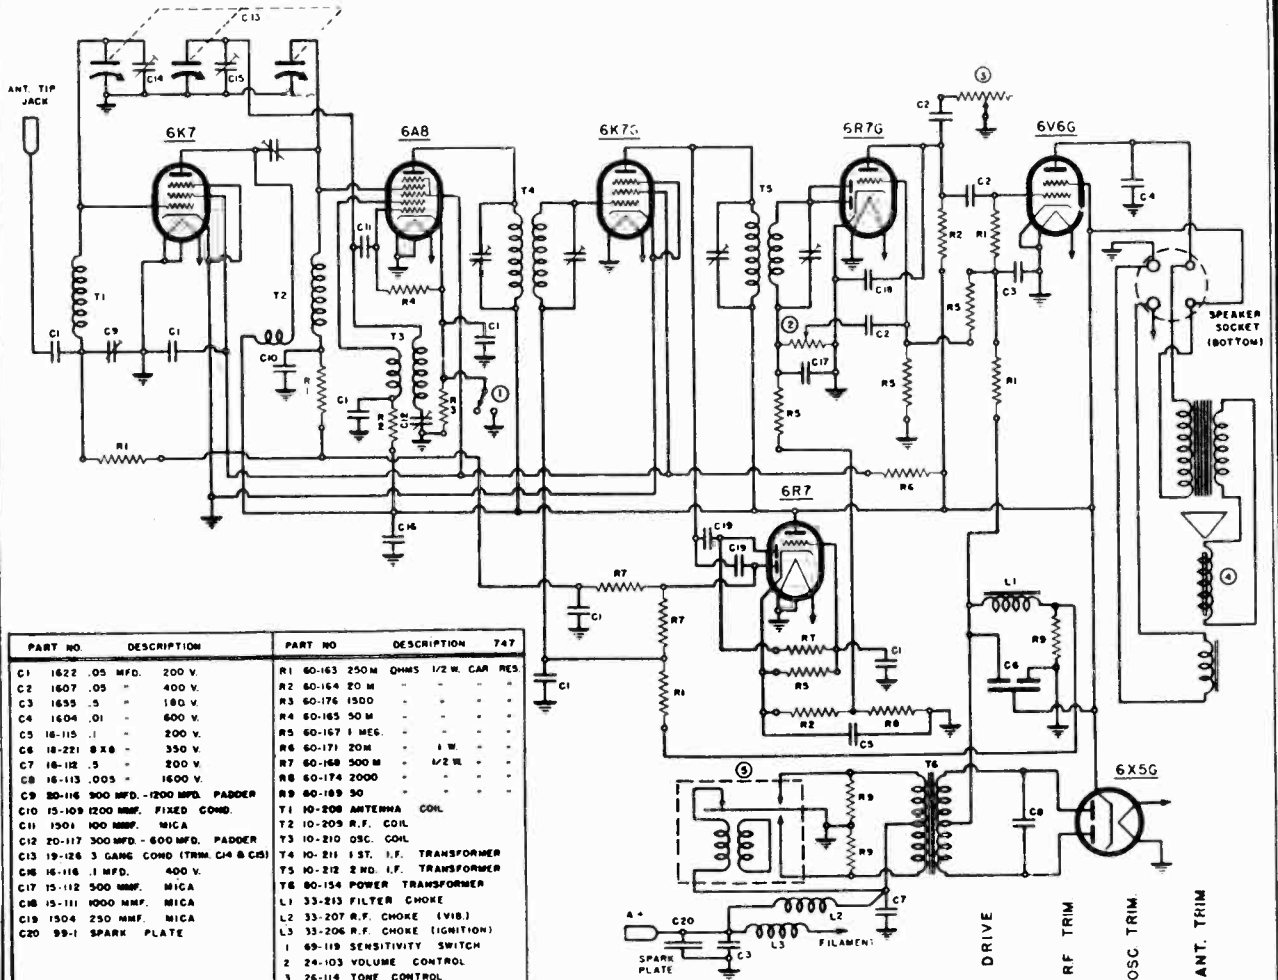 C13
C14
C15
ANT. TIP
JACK
6K7
6A8
6K7G
6R7G
6V6G
C2
3
C4
T4
T5
C11
R4
C18
C2
R2
R1
C3
R5
T1
T2
T3
C1
C9
C1
C10
R1
C1
R2
C12
R3
C1
1
2
C2
C17
R5
R5
R1
SPEAKER
SOCKET
(BOTTOM)
R1
R6
C16
6R7
C19
C19
R7
C1
R7
R1
C1
R7
R5
C1
R2
R8
C5
L1
R9
C6
4
T6
5
R9
R9
C8
6X5G
C7
L2
L3
A+
C20
C3
SPARK
PLATE
FILAMENT
DRIVE
RF TRIM
OSC. TRIM
ANT. TRIM
PART NO. DESCRIPTION
C1 1622 .05 MFD. 200 V.
C2 1607 .05 " 400 V.
C3 1655 .5 " 180 V.
C4 1604 .01 " 600 V.
C5 16-115 .1 " 200 V.
C6 18-221 8X8 " 350 V.
C7 16-112 .5 " 200 V.
C8 16-113 .005 " 1600 V.
C9 20-116 900 MFD.-1200 MFD. PADDER
C10 15-109 1200 MMF. FIXED COND.
C11 1501 100 MMF. MICA
C12 20-117 300 MFD. - 600 MFD. PADDER
C13 19-126 3 GANG COND (TRIM. C14 & C15)
C16 16-116 .1 MFD. 400 V.
C17 15-112 500 MMF. MICA
C18 15-111 1000 MMF. MICA
C19 1504 250 MMF. MICA
C20 99-1 SPARK PLATE
PART NO DESCRIPTION 747
R1 60-163 250 M OHMS 1/2 W. CAR RES.
R2 60-164 20 M " " " "
R3 60-176 1500 " " " "
R4 60-165 50 M " " " "
R5 60-167 1 MEG. " " " "
R6 60-171 20M " 1 W. " "
R7 60-168 500 M " 1/2 W. " "
R8 60-174 2000 " " " "
R9 60-189 50 " " " "
T1 10-208 ANTENNA COIL
T2 10-209 R.F. COIL
T3 10-210 OSC. COIL
T4 10-211 1 ST. I.F. TRANSFORMER
T5 10-212 2 ND. I.F. TRANSFORMER
T6 80-154 POWER TRANSFORMER
L1 33-213 FILTER CHOKE
L2 33-207 R.F. CHOKE (VIB.)
L3 33-206 R.F. CHOKE (IGNITION)
1 69-119 SENSITIVITY SWITCH
2 24-103 VOLUME CONTROL
3 26-114 TONE CONTROL